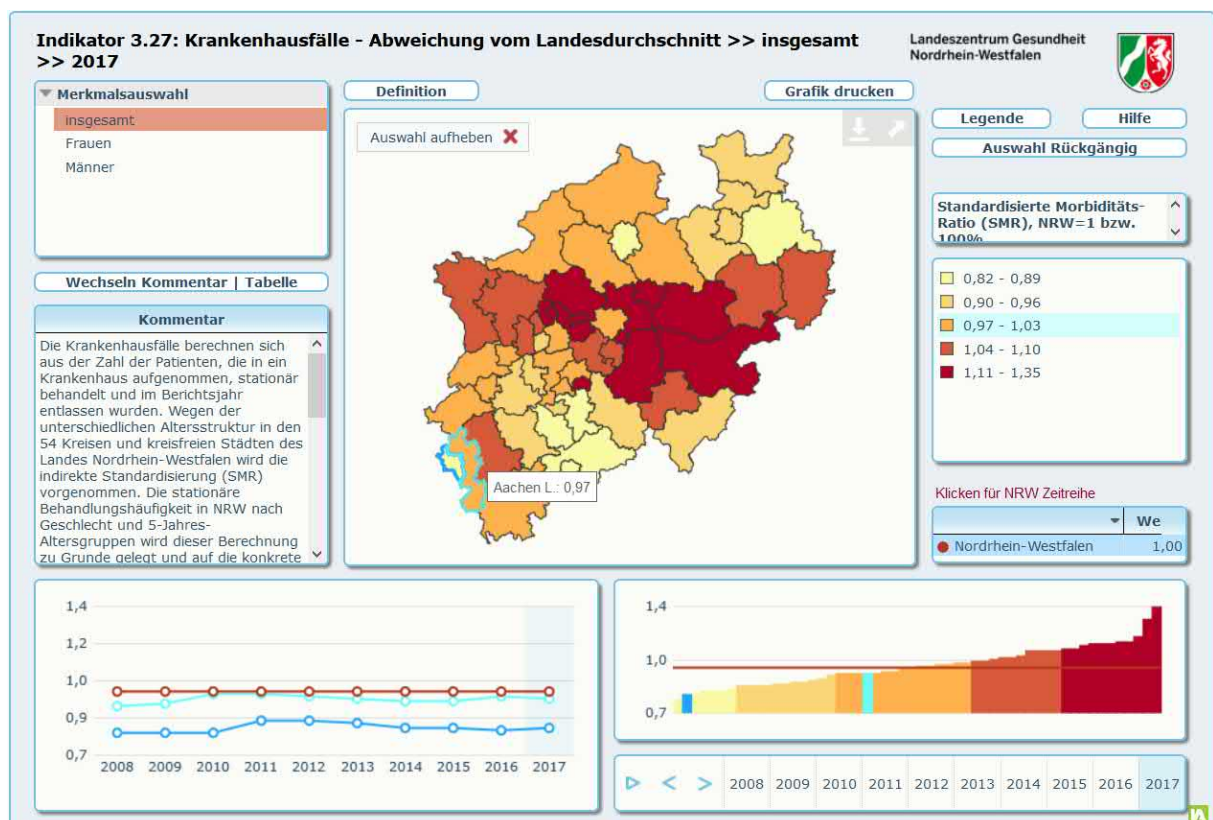 Indikator 3.27: Krankenhausfälle - Abweichung vom Landesdurchschnitt >> insgesamt
>> 2017
Landeszentrum Gesundheit
Nordrhein-Westfalen
Merkmalsauswahl
insgesamt
Frauen
Männer
Definition
Grafik drucken
Auswahl aufheben
Aachen L.: 0,97
Legende
Hilfe
Auswahl Rückgängig
Standardisierte Morbiditäts-
Ratio (SMR), NRW=1 bzw.
100%
0,82 - 0,89
0,90 - 0,96
0,97 - 1,03
1,04 - 1,10
1,11 - 1,35
Wechseln Kommentar | Tabelle
Kommentar
Die Krankenhausfälle berechnen sich
aus der Zahl der Patienten, die in ein
Krankenhaus aufgenommen, stationär
behandelt und im Berichtsjahr
entlassen wurden. Wegen der
unterschiedlichen Altersstruktur in den
54 Kreisen und kreisfreien Städten des
Landes Nordrhein-Westfalen wird die
indirekte Standardisierung (SMR)
vorgenommen. Die stationäre
Behandlungshäufigkeit in NRW nach
Geschlecht und 5-Jahres-
Altersgruppen wird dieser Berechnung
zu Grunde gelegt und auf die konkrete
Klicken für NRW Zeitreihe
We
Nordrhein-Westfalen 1,00
1,4
1,2
1,0
0,9
0,7
2008 2009 2010 2011 2012 2013 2014 2015 2016 2017
1,4
1,0
0,7
2008 2009 2010 2011 2012 2013 2014 2015 2016 2017